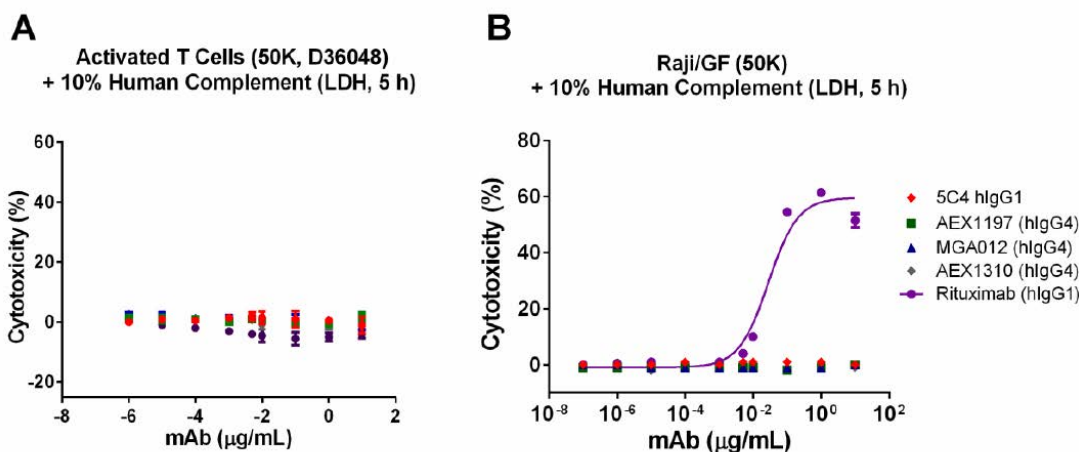 A
Activated T Cells (50K, D36048)
+ 10% Human Complement (LDH, 5 h)
Cytotoxicity (%)
60
40
20
0
-20
-8
-6
-4
-2
0
2
mAb (μg/mL)
B
Raji/GF (50K)
+ 10% Human Complement (LDH, 5 h)
Cytotoxicity (%)
80
60
40
20
0
10⁻⁸
10⁻⁶
10⁻⁴
10⁻²
10⁰
10²
mAb (μg/mL)
5C4 hIgG1
AEX1197 (hIgG4)
MGA012 (hIgG4)
AEX1310 (hIgG4)
Rituximab (hIgG1)